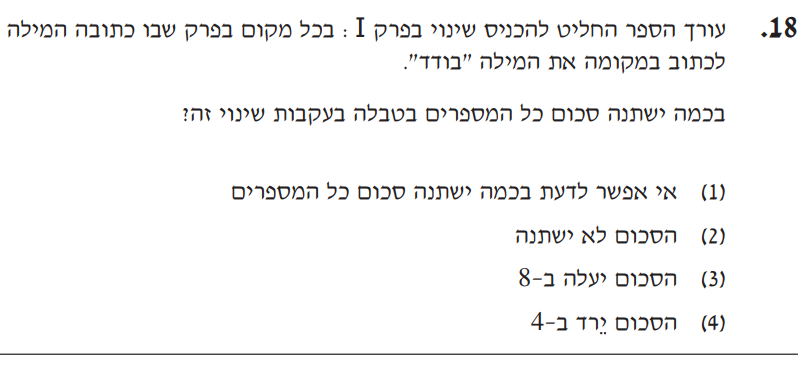 18. עורך הספר החליט להכניס שינוי בפרק I : בכל מקום בפרק שבו כתובה המילה
לכתוב במקומה את המילה "בודד".
בכמה ישתנה סכום כל המספרים בטבלה בעקבות שינוי זה?
(1) אי אפשר לדעת בכמה ישתנה סכום כל המספרים
(2) הסכום לא ישתנה
(3) הסכום יעלה ב-8
(4) הסכום יֵרד ב-4